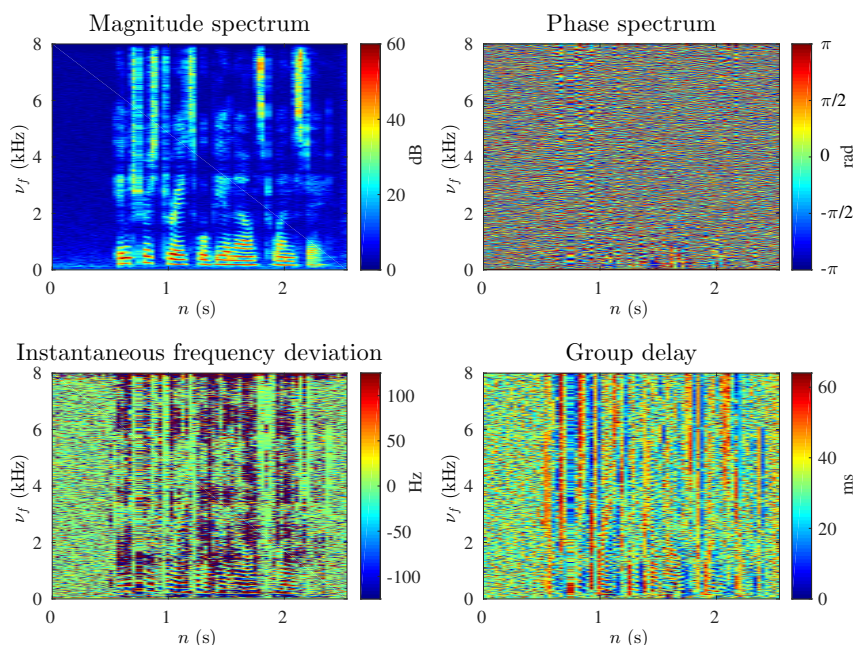 Magnitude spectrum
8
6
4
2
0
ν_f (kHz)
0
1
2
n (s)
60
40
20
0
dB
Phase spectrum
8
6
4
2
0
ν_f (kHz)
0
1
2
n (s)
π
π/2
0
-π/2
-π
rad
Instantaneous frequency deviation
8
6
4
2
0
ν_f (kHz)
0
1
2
n (s)
100
50
0
-50
-100
Hz
Group delay
8
6
4
2
0
ν_f (kHz)
0
1
2
n (s)
60
40
20
0
ms